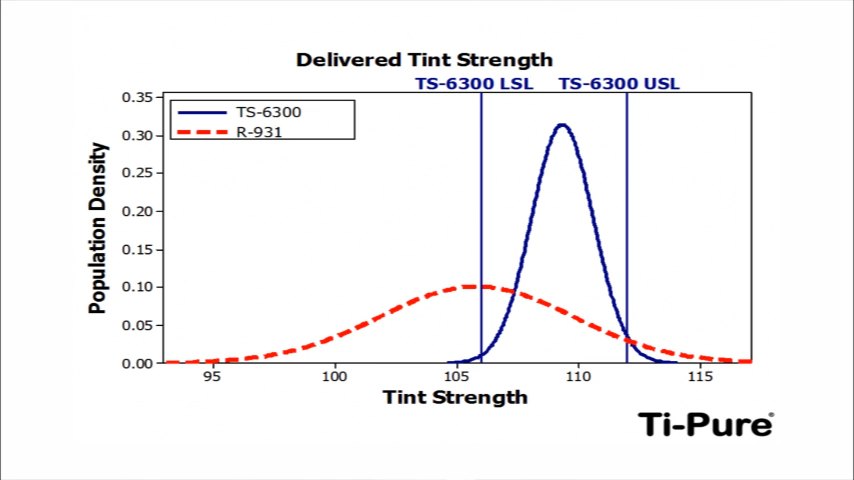 Delivered Tint Strength
TS-6300 LSL TS-6300 USL
0.35
TS-6300
R-931
0.30
0.25
0.20
0.15
0.10
0.05
0.00
Population Density
95 100 105 110 115
Tint Strength
Ti-Pure®